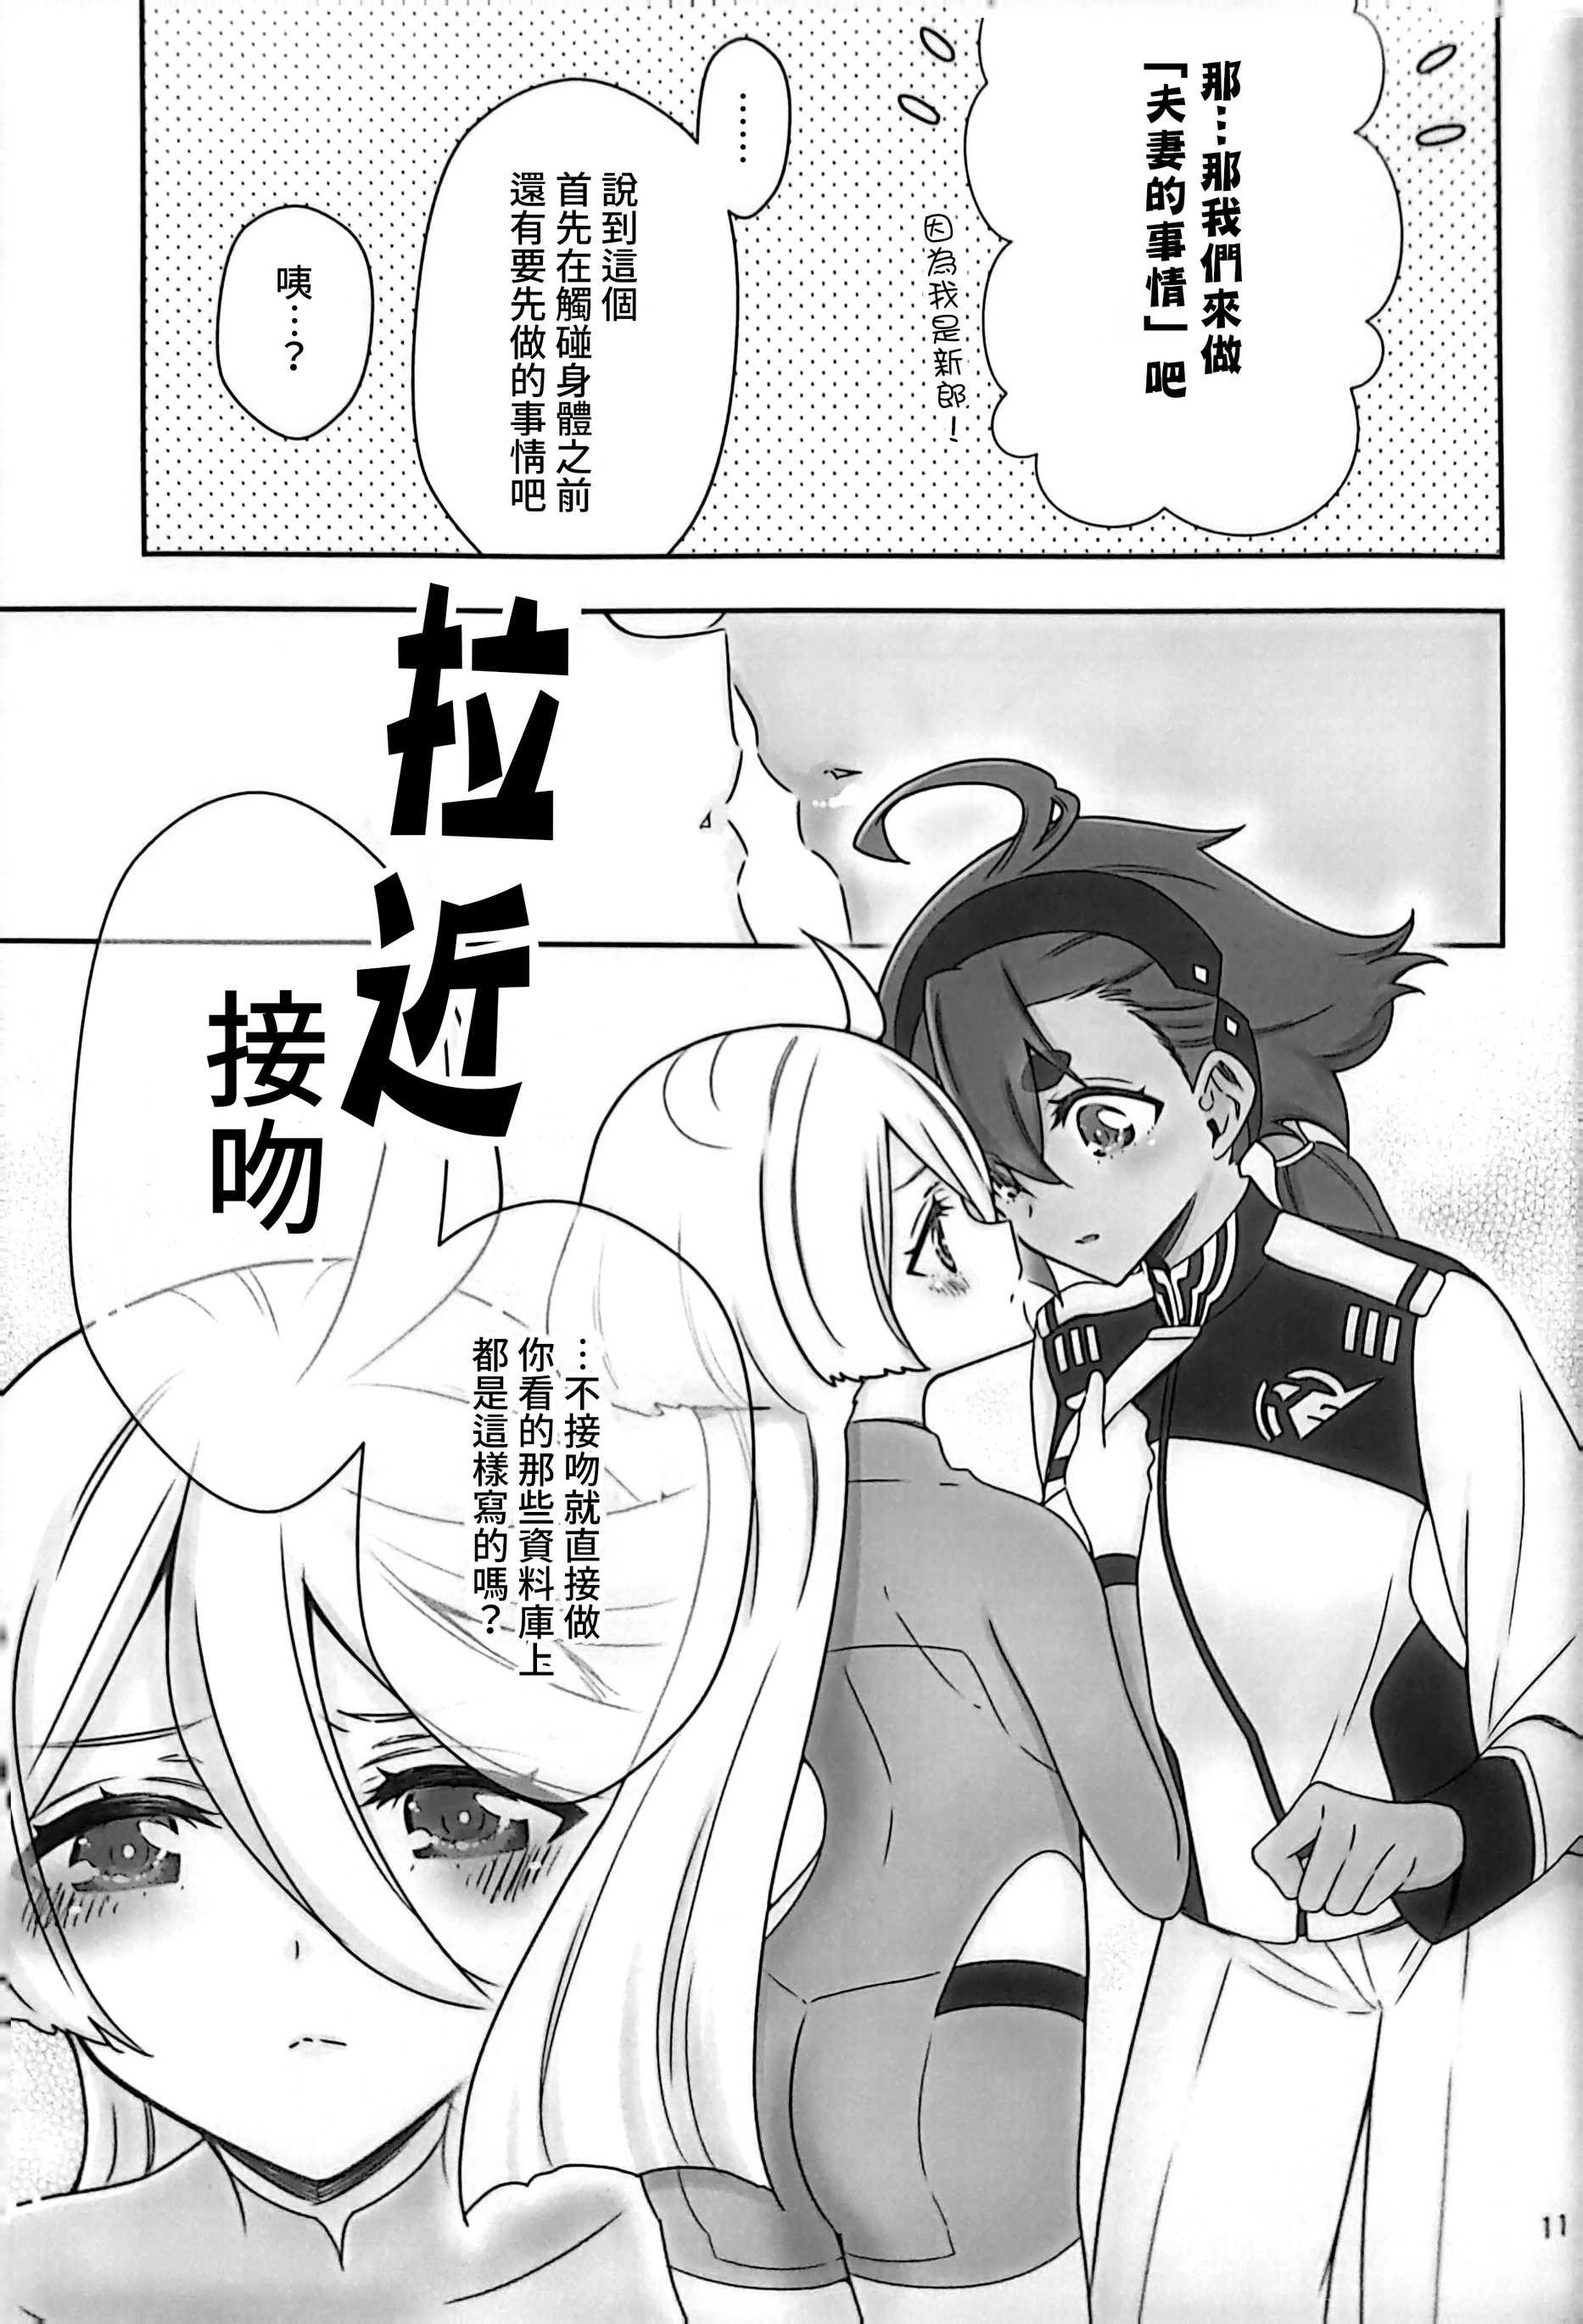 那…那我們來做
「夫妻的事情」吧
因為我是新郎！
……
說到這個
首先在觸碰身體之前
還有要先做的事情吧
咦…？
拉近
接吻
…不接吻就直接做
你看的那些資料庫上
都是這樣寫的嗎？
11